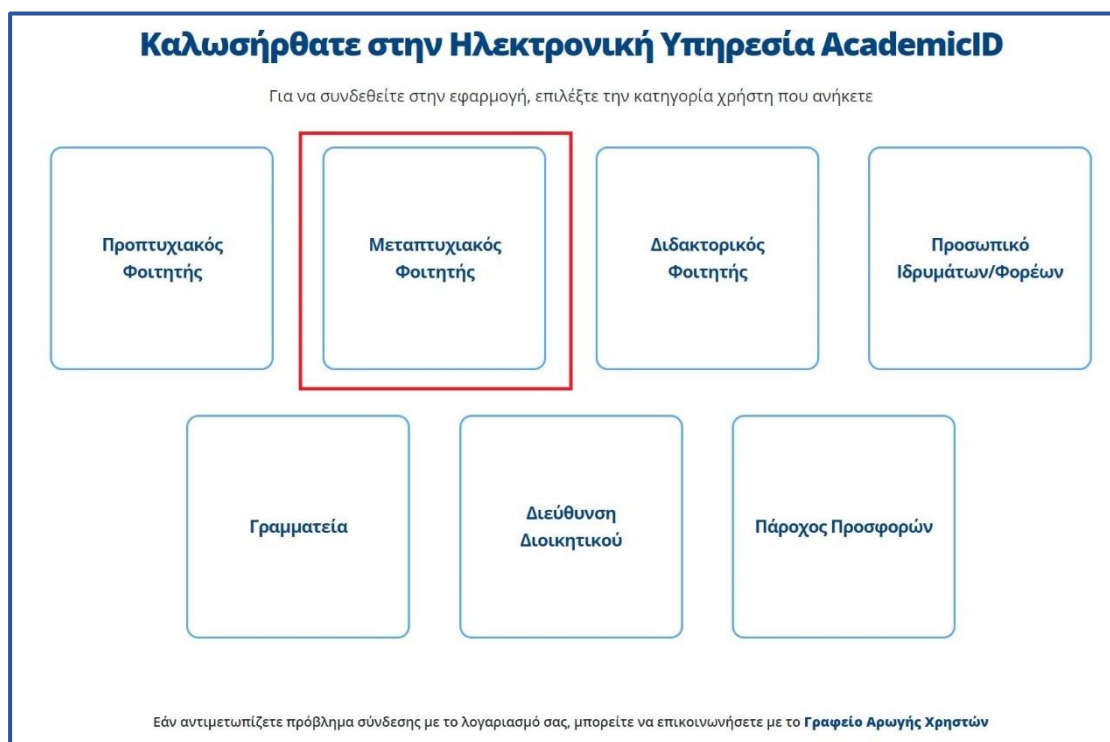 Καλωσήρθατε στην Ηλεκτρονική Υπηρεσία AcademicID
Για να συνδεθείτε στην εφαρμογή, επιλέξτε την κατηγορία χρήστη που ανήκετε
Προπτυχιακός
Φοιτητής
Μεταπτυχιακός
Φοιτητής
Διδακτορικός
Φοιτητής
Προσωπικό
Ιδρυμάτων/Φορέων
Γραμματεία
Διεύθυνση
Διοικητικού
Πάροχος Προσφορών
Εάν αντιμετωπίζετε πρόβλημα σύνδεσης με το λογαριασμό σας, μπορείτε να επικοινωνήσετε με το Γραφείο Αρωγής Χρηστών